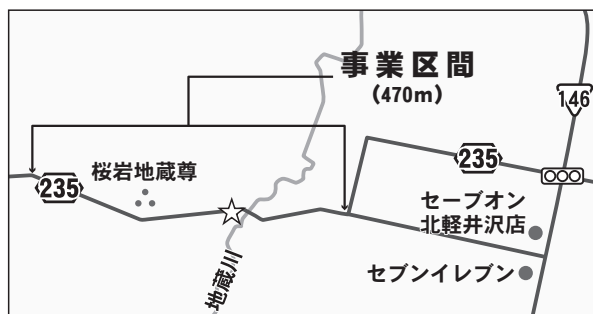 事業区間
(470m)
146
235
桜岩地蔵尊
235
セーブオン
北軽井沢店
地蔵川
セブンイレブン